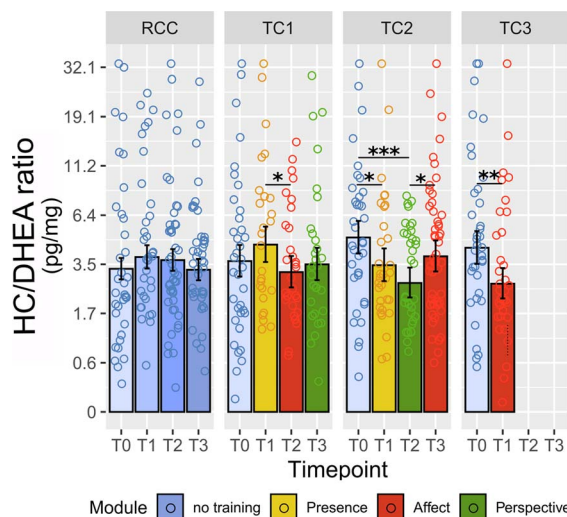 RCC TC1 TC2 TC3
HC/DHEA ratio
(pg/mg)
32.1
19.1
11.2
6.4
3.5
1.7
0.6
0
*
***
*
*
**
T0 T1 T2 T3 T0 T1 T2 T3 T0 T1 T2 T3 T0 T1 T2 T3
Timepoint
Module no training Presence Affect Perspective